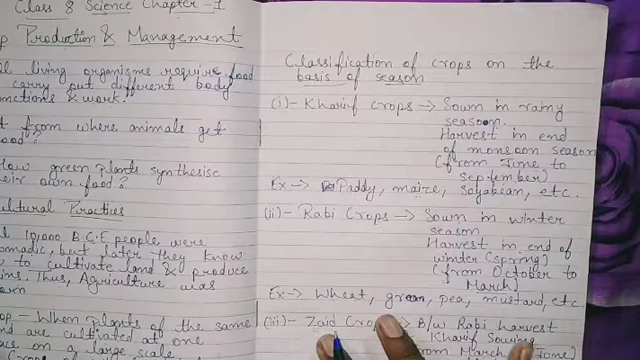 Class 8 Science Chapter-1
Production & Management
living organisms require food
carry out different body
& work.
from where animals get
food?
How green plants synthesise
their own food?
Practices
10,000 B.C.E people were
nomadic, but later they know
to cultivate land & produce
Thus, Agriculture was
When plants of the same
are cultivated at one
on a large scale.
Classification of crops on the
basis of season
(i)- Kharif crops → Sown in rainy
season.
Harvest in end
of monsoon season
(from June to
september)
Ex → Paddy, maize, Soyabean, etc.
(ii)- Rabi Crops → Sown in winter
season
Harvest in end of
winter (spring)
(from October to
March)
Ex → Wheat, gram, pea, mustard, etc
(iii)- Zaid → B/w Rabi harvest
Kharif Sowing
from March